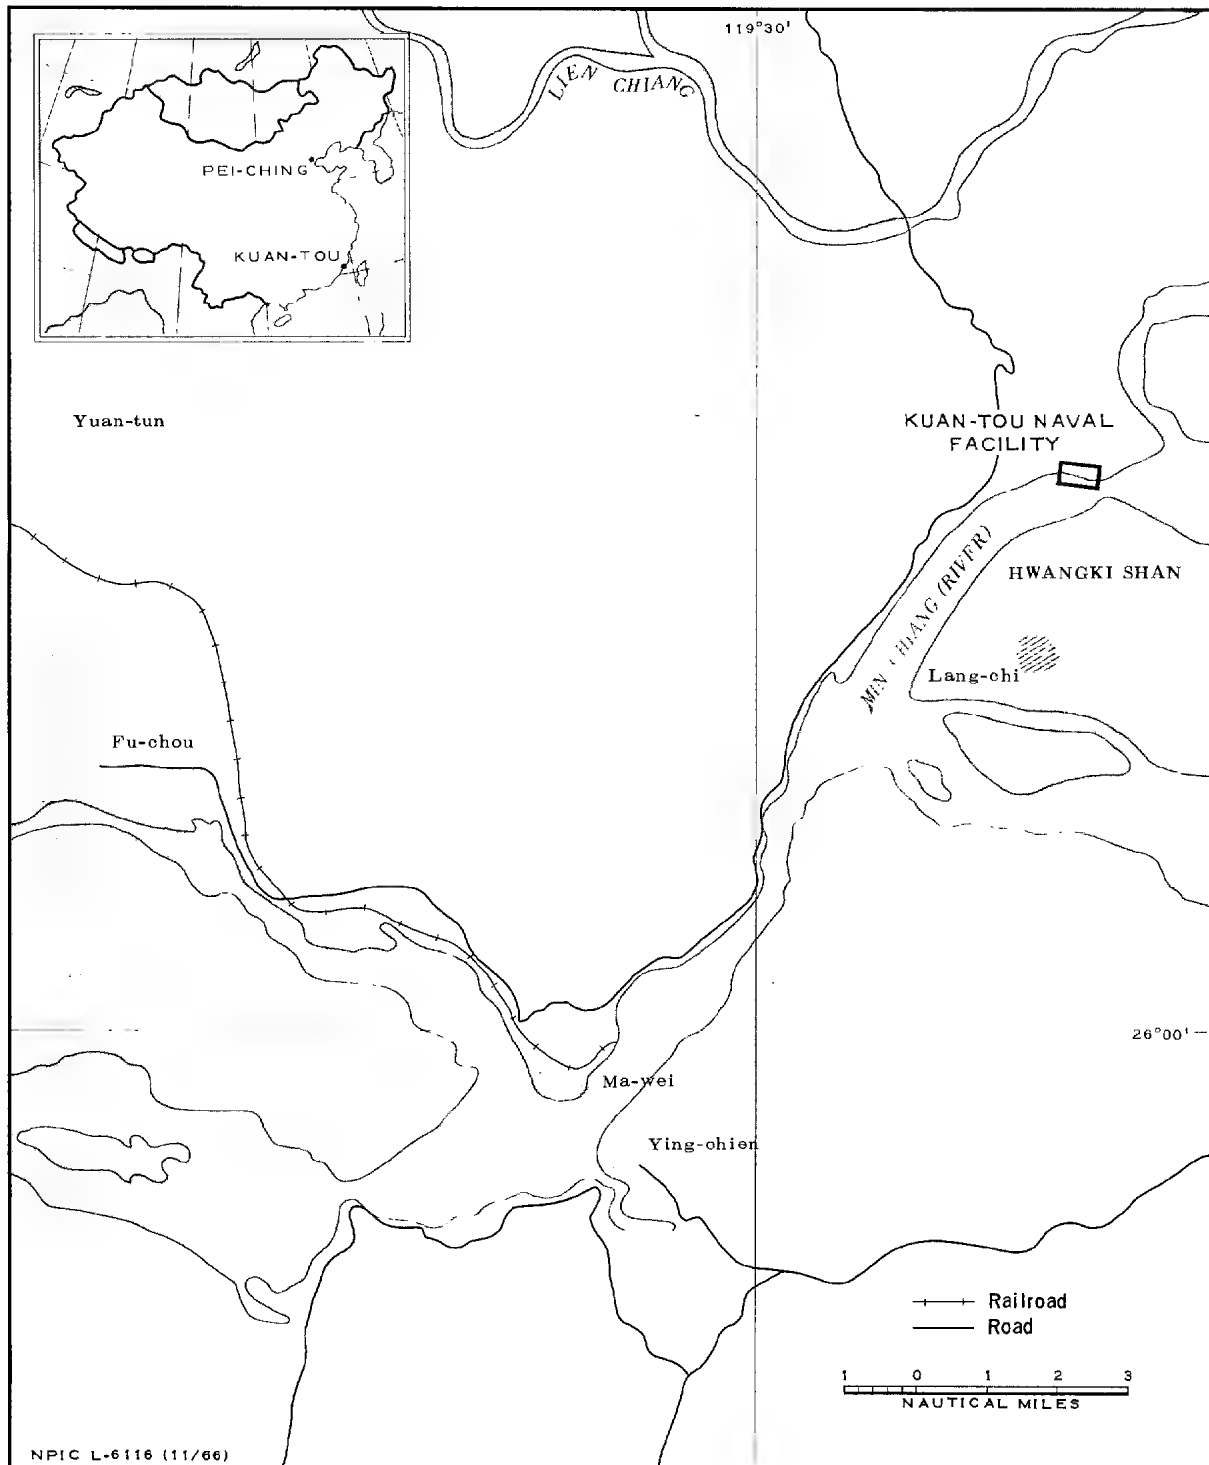 119°30'
LIEN CHIANG
PEI-CHING
KUAN-TOU
Yuan-tun
KUAN-TOU NAVAL
FACILITY
MIN CHIANG (RIVER)
HWANGKI SHAN
Lang-chi
Fu-chou
26°00'
Ma-wei
Ying-chien
Railroad
Road
1 0 1 2 3
NAUTICAL MILES
NPIC L-6116 (11/66)